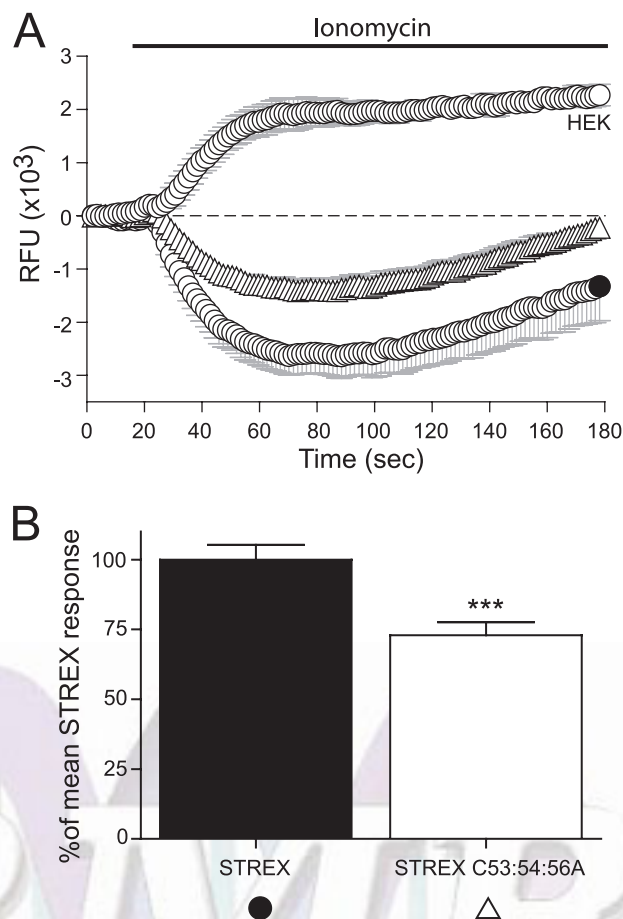 A
Ionomycin
RFU (x10³)
3
2
1
0
-1
-2
-3
HEK
0 20 40 60 80 100 120 140 160 180
Time (sec)
B
%of mean STREX response
100
75
50
25
0
***
STREX STREX C53:54:56A